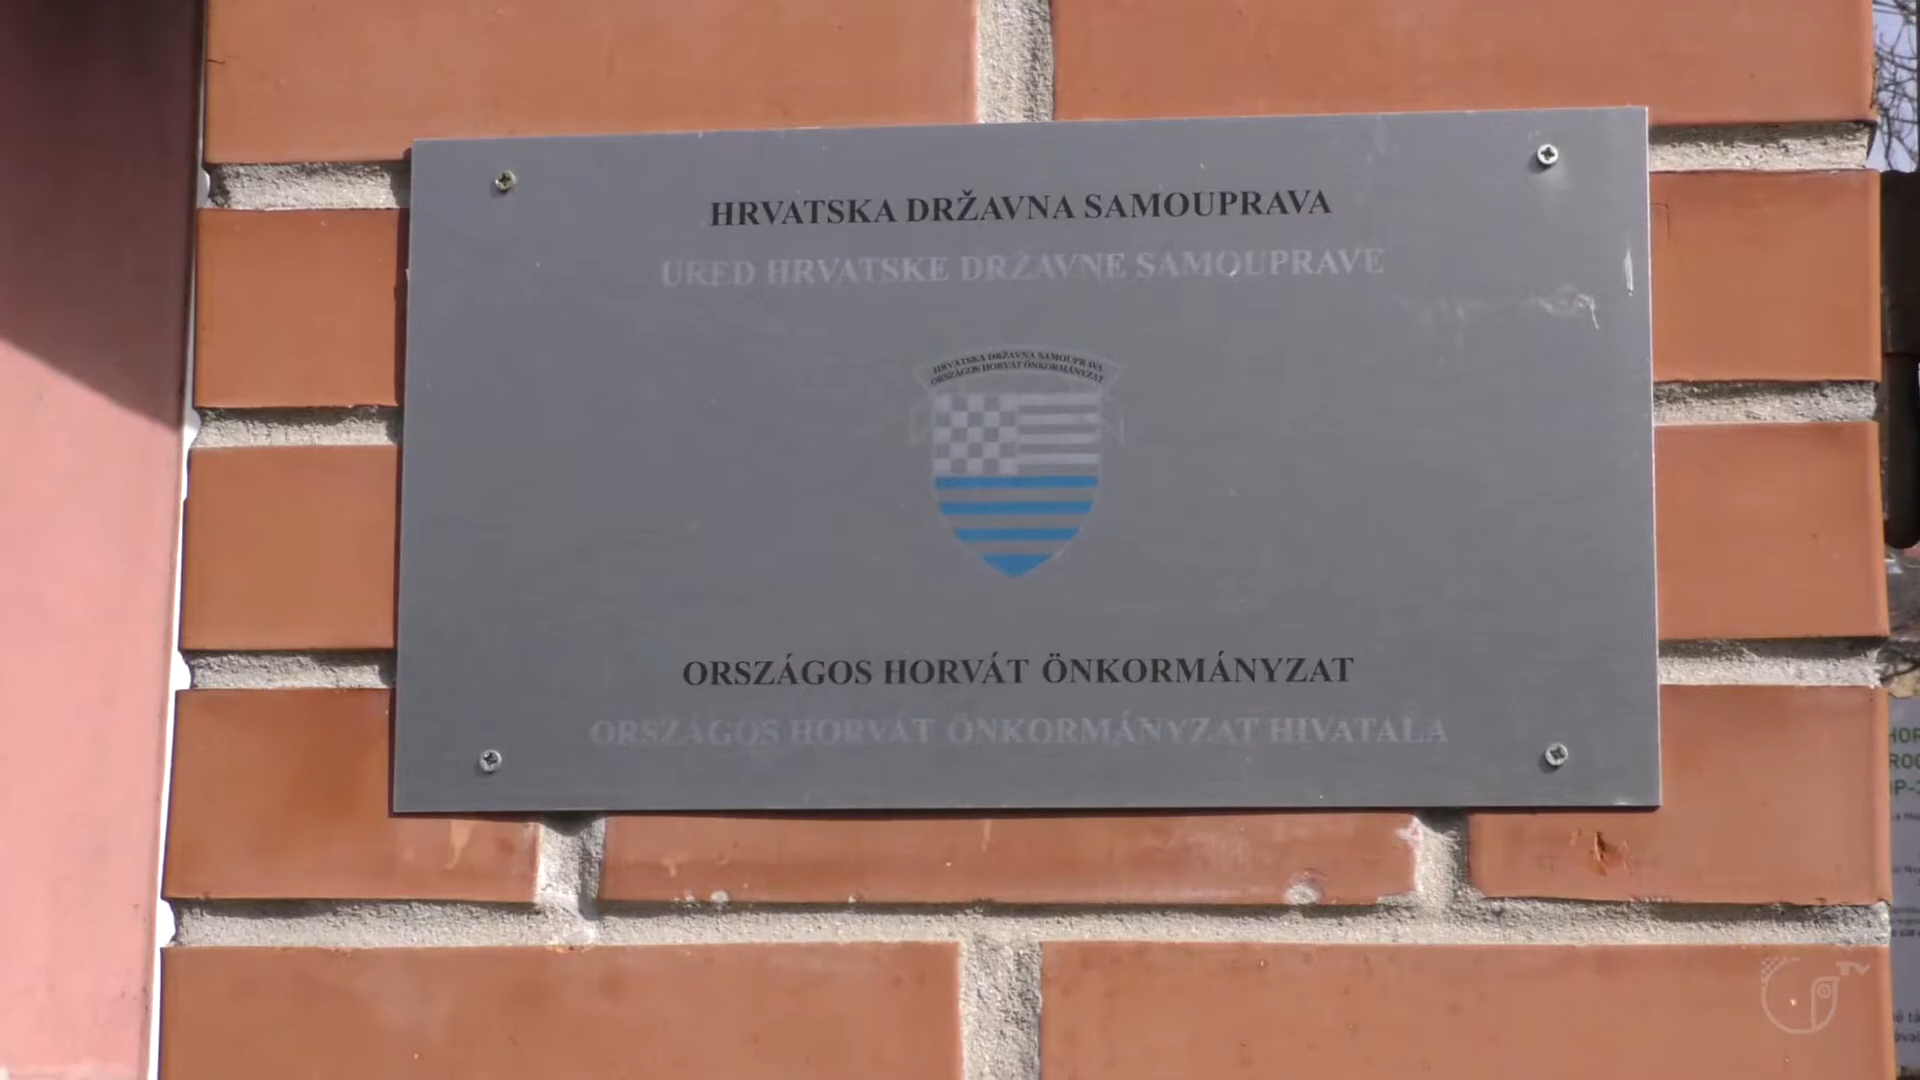 HRVATSKA DRŽAVNA SAMOUPRAVA
URED HRVATSKE DRŽAVNE SAMOUPRAVE
HRVATSKA DRŽAVNA SAMOUPRAVA
ORSZÁGOS HORVÁT ÖNKORMÁNYZAT
ORSZÁGOS HORVÁT ÖNKORMÁNYZAT
ORSZÁGOS HORVÁT ÖNKORMÁNYZAT HIVATALA
TV